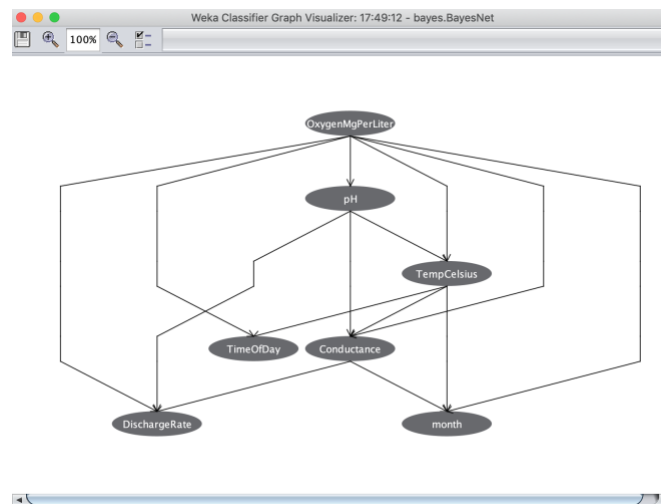 Weka Classifier Graph Visualizer: 17:49:12 - bayes.BayesNet
100%
OxygenMgPerLiter
pH
TempCelsius
TimeOfDay Conductance
DischargeRate month